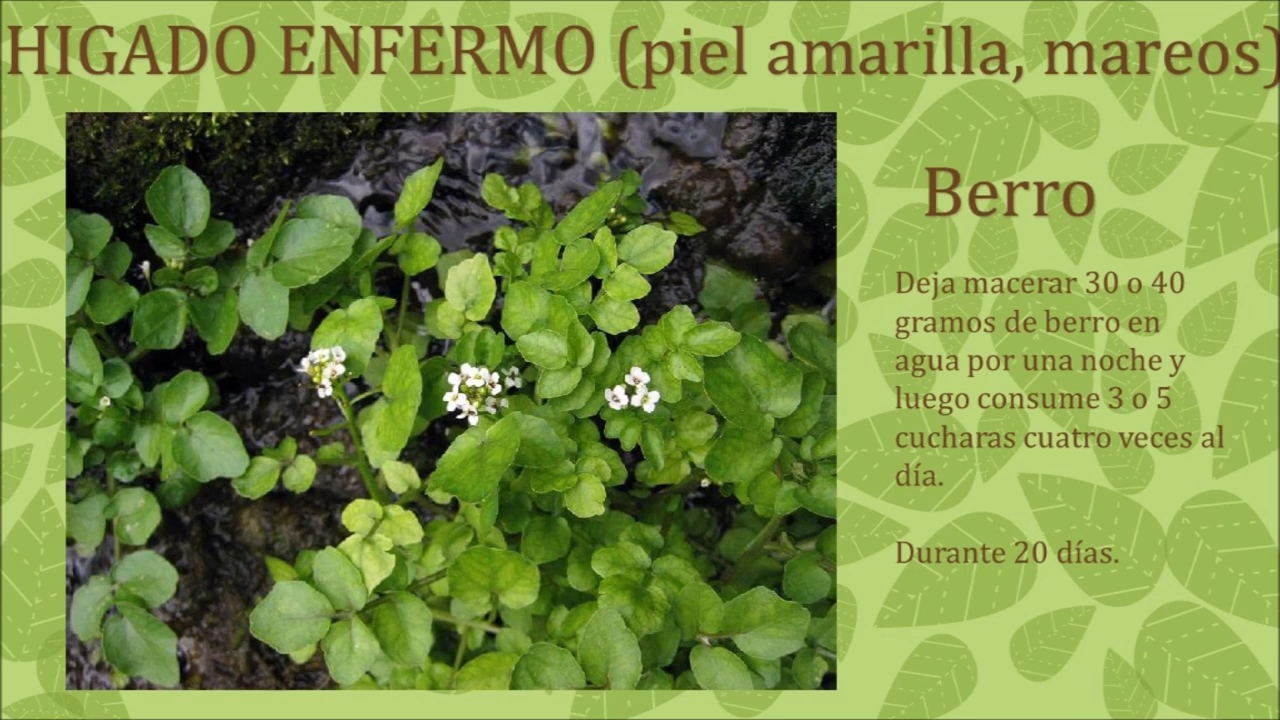 HIGADO ENFERMO (piel amarilla, mareos)
Berro
Deja macerar 30 o 40
gramos de berro en
agua por una noche y
luego consume 3 o 5
cucharas cuatro veces al
día.
Durante 20 días.